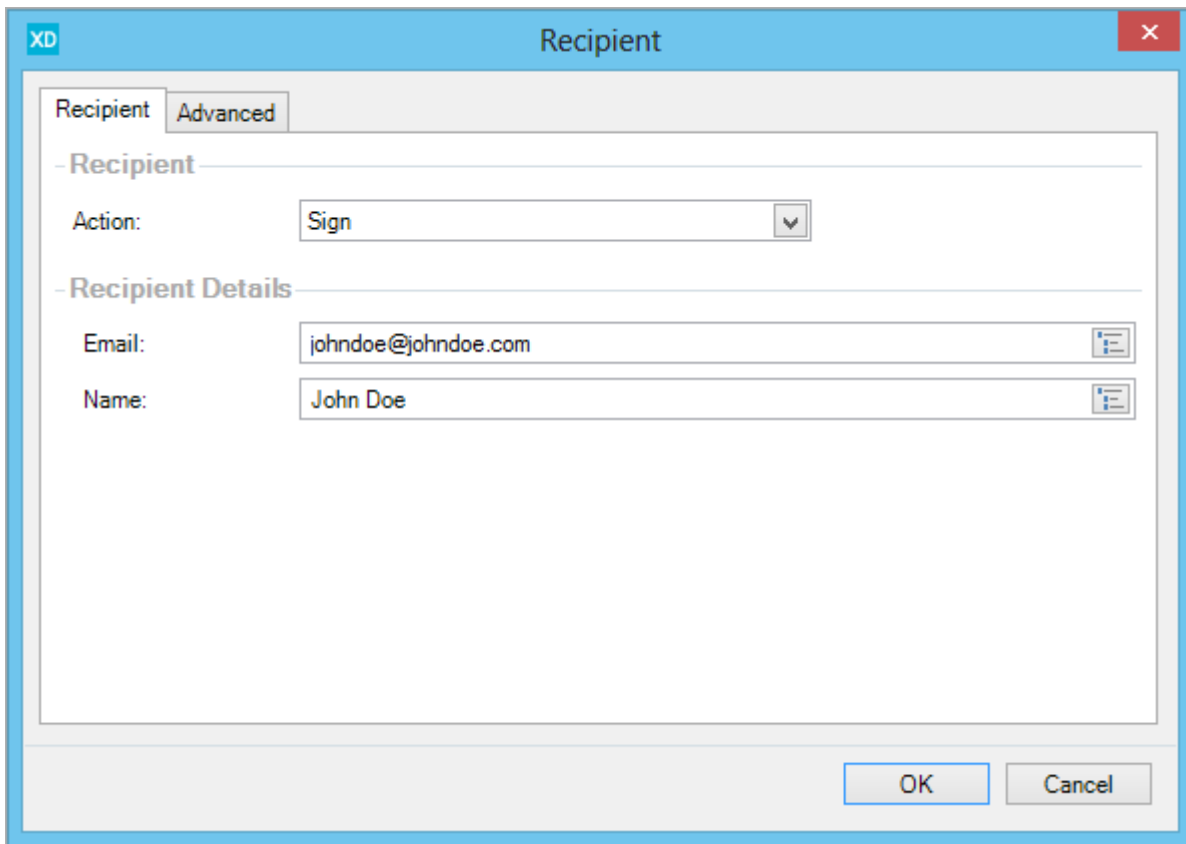 XD Recipient
Recipient Advanced
Recipient
Action: Sign
Recipient Details
Email: johndoe@johndoe.com
Name: John Doe
OK Cancel